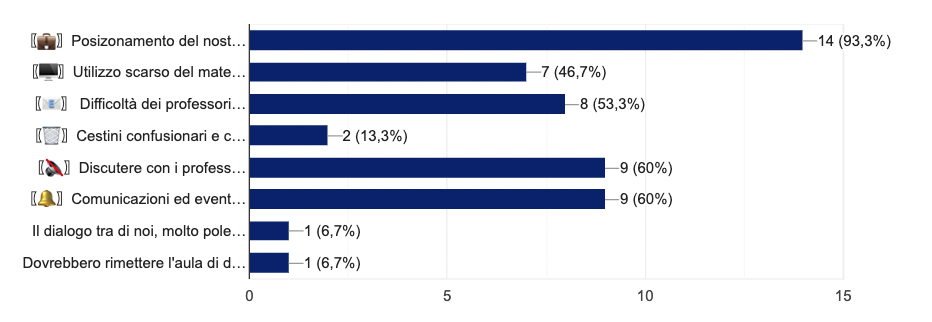 〖💼〗 Posizonamento del nost… 14 (93,3%)
〖🖥️〗 Utilizzo scarso del mate… 7 (46,7%)
〖📧〗 Difficoltà dei professori… 8 (53,3%)
〖🗑️〗 Cestini confusionari e c… 2 (13,3%)
〖〗 Discutere con i profess… 9 (60%)
〖🔔〗 Comunicazioni ed event… 9 (60%)
Il dialogo tra di noi, molto pole… 1 (6,7%)
Dovrebbero rimettere l'aula di d… 1 (6,7%)
0 5 10 15